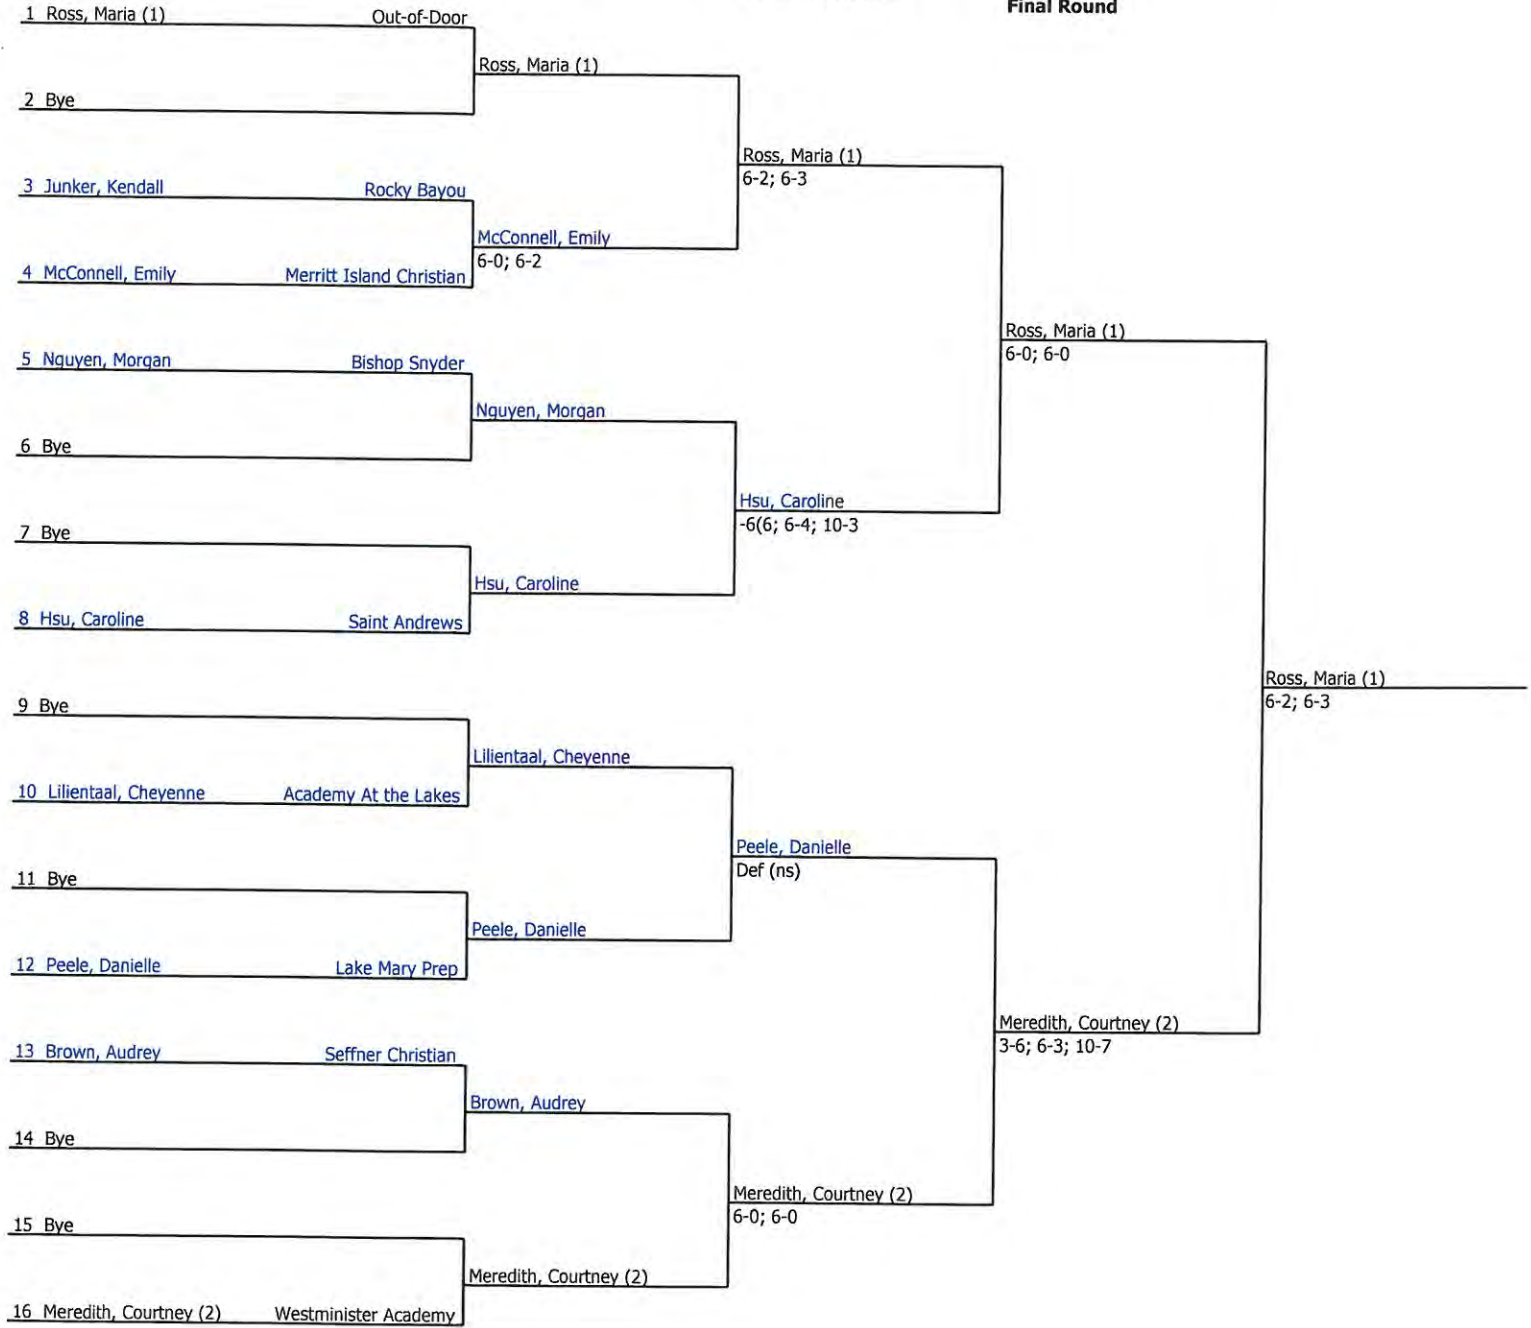 Final Round
1 Ross, Maria (1) Out-of-Door
Ross, Maria (1)
2 Bye
Ross, Maria (1)
6-2; 6-3
3 Junker, Kendall Rocky Bayou
McConnell, Emily
6-0; 6-2
4 McConnell, Emily Merritt Island Christian
Ross, Maria (1)
6-0; 6-0
5 Nguyen, Morgan Bishop Snyder
Nguyen, Morgan
6 Bye
Hsu, Caroline
-6(6; 6-4; 10-3
7 Bye
Hsu, Caroline
8 Hsu, Caroline Saint Andrews
Ross, Maria (1)
6-2; 6-3
9 Bye
Lilientaal, Cheyenne
10 Lilientaal, Cheyenne Academy At the Lakes
Peele, Danielle
Def (ns)
11 Bye
Peele, Danielle
12 Peele, Danielle Lake Mary Prep
Meredith, Courtney (2)
3-6; 6-3; 10-7
13 Brown, Audrey Seffner Christian
Brown, Audrey
14 Bye
Meredith, Courtney (2)
6-0; 6-0
15 Bye
Meredith, Courtney (2)
16 Meredith, Courtney (2) Westminister Academy